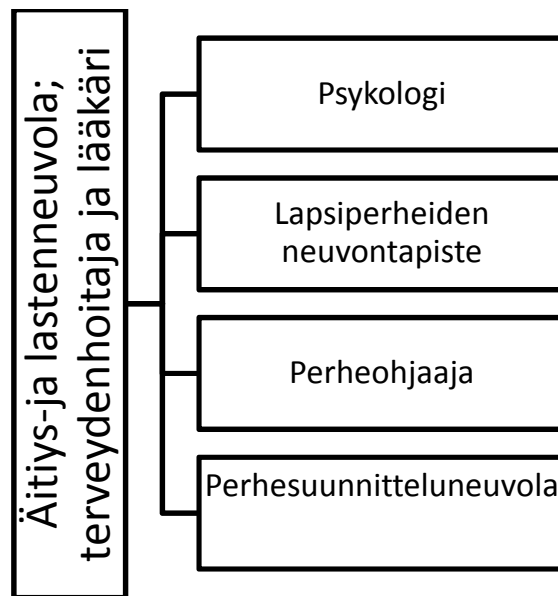 Äitiys-ja lastenneuvola;
terveydenhoitaja ja lääkäri
Psykologi
Lapsiperheiden
neuvontapiste
Perheohjaaja
Perhesuunnitteluneuvola